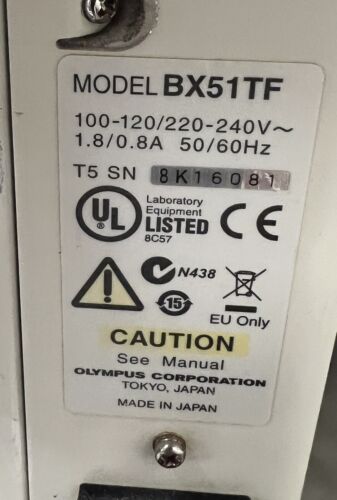 MODEL BX51TF
100-120/220-240V～
1.8/0.8A 50/60Hz
T5 SN 8K16081
UL Laboratory
Equipment
LISTED
8C57
CE
N438
15
EU Only
CAUTION
See Manual
OLYMPUS CORPORATION
TOKYO, JAPAN
MADE IN JAPAN